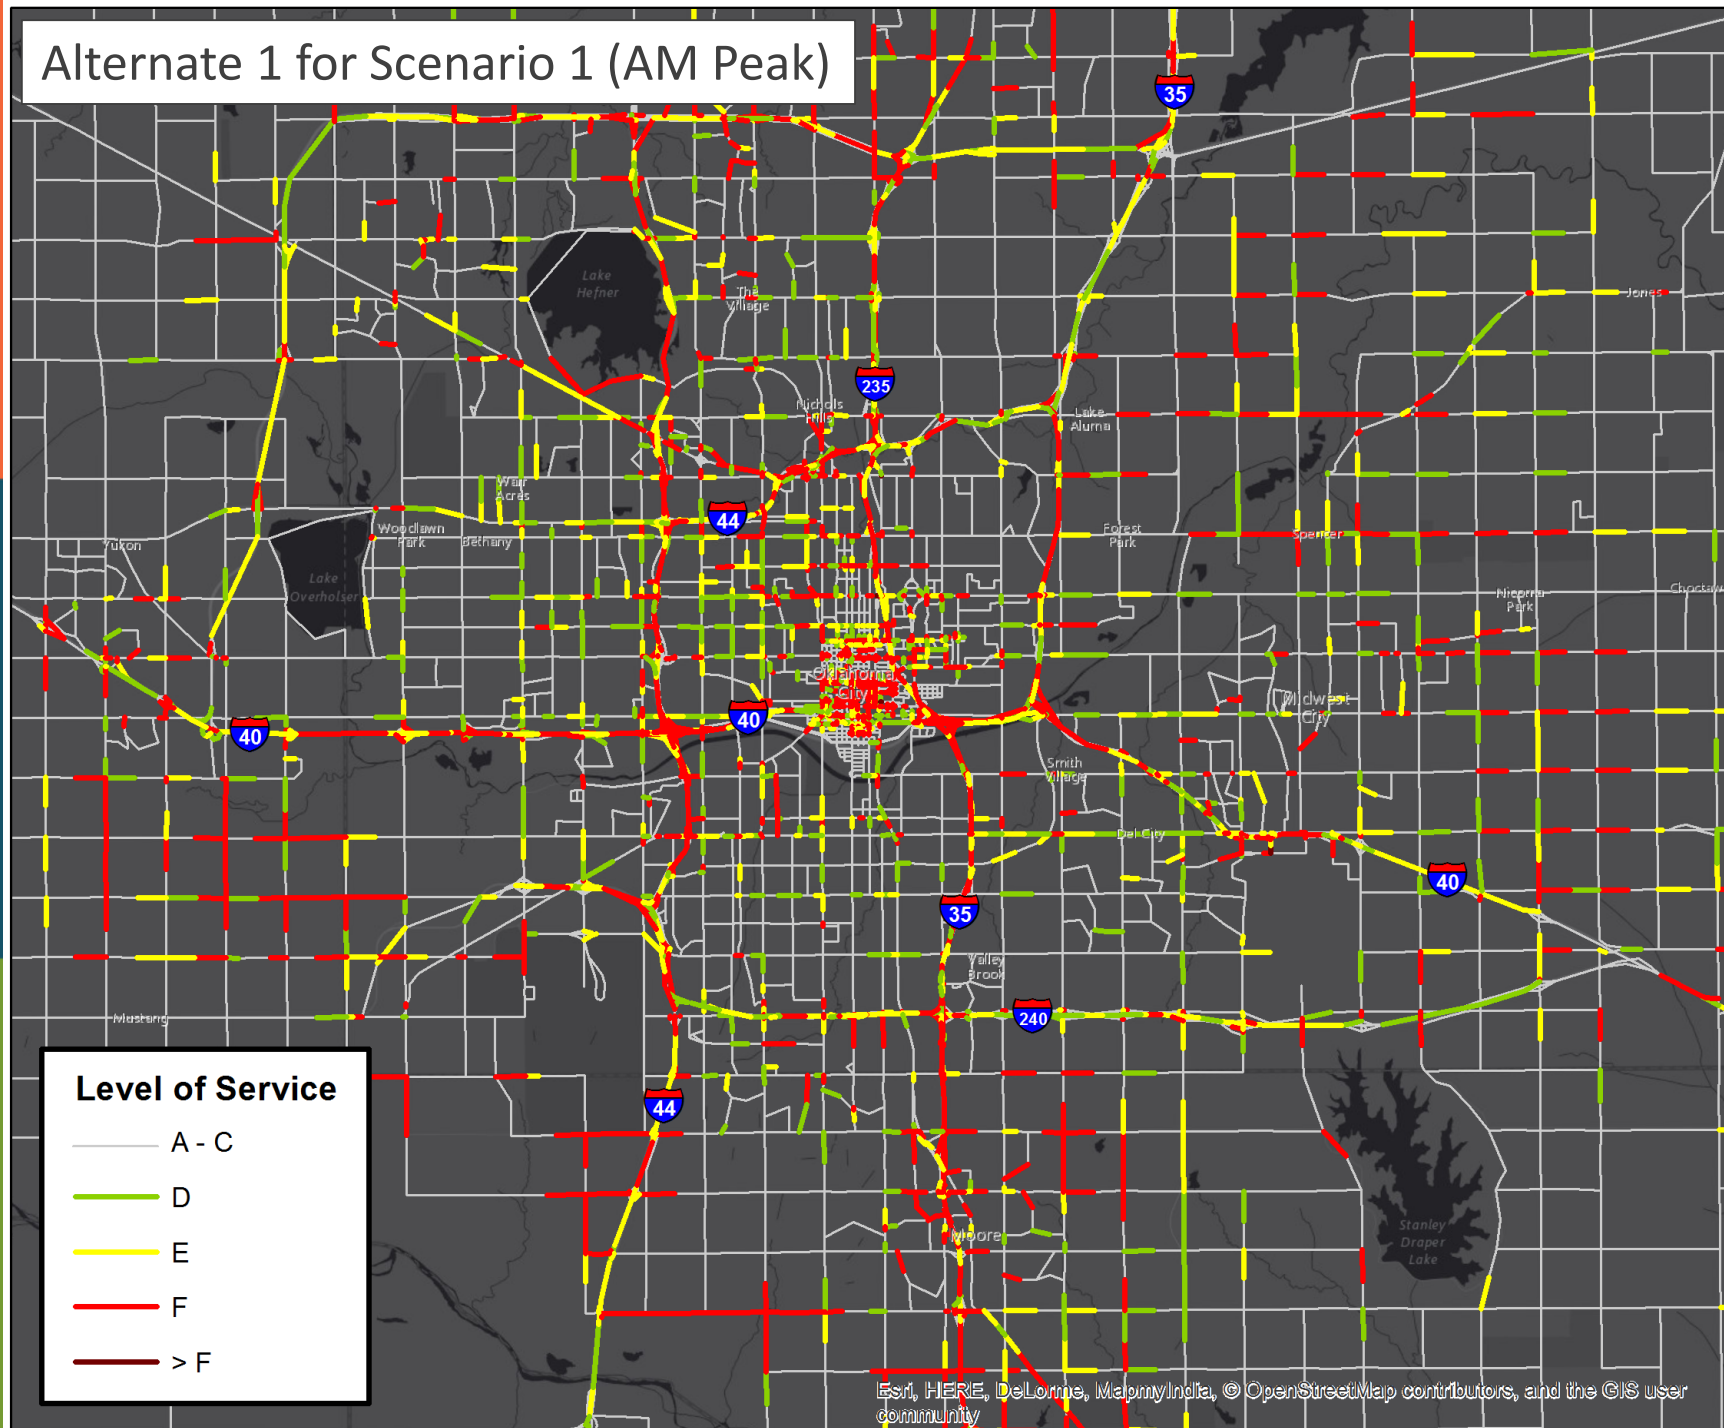 Alternate 1 for Scenario 1 (AM Peak)
35
Lake
Hefner
The
Village
Jones
235
Nichols
Hills
Lake
Aluma
Warr
Acres
44
Woodlawn
Park
Bethany
Forest
Park
Spencer
Yukon
Lake
Overholser
Nicoma
Park
Choctaw
Oklahoma
City
Midwest
City
40
40
Smith
Village
Del City
40
35
Valley
Brook
Mustang
240
Level of Service
A - C
D
E
F
> F
44
Moore
Stanley
Draper
Lake
Esri, HERE, DeLorme, MapmyIndia, © OpenStreetMap contributors, and the GIS user
community